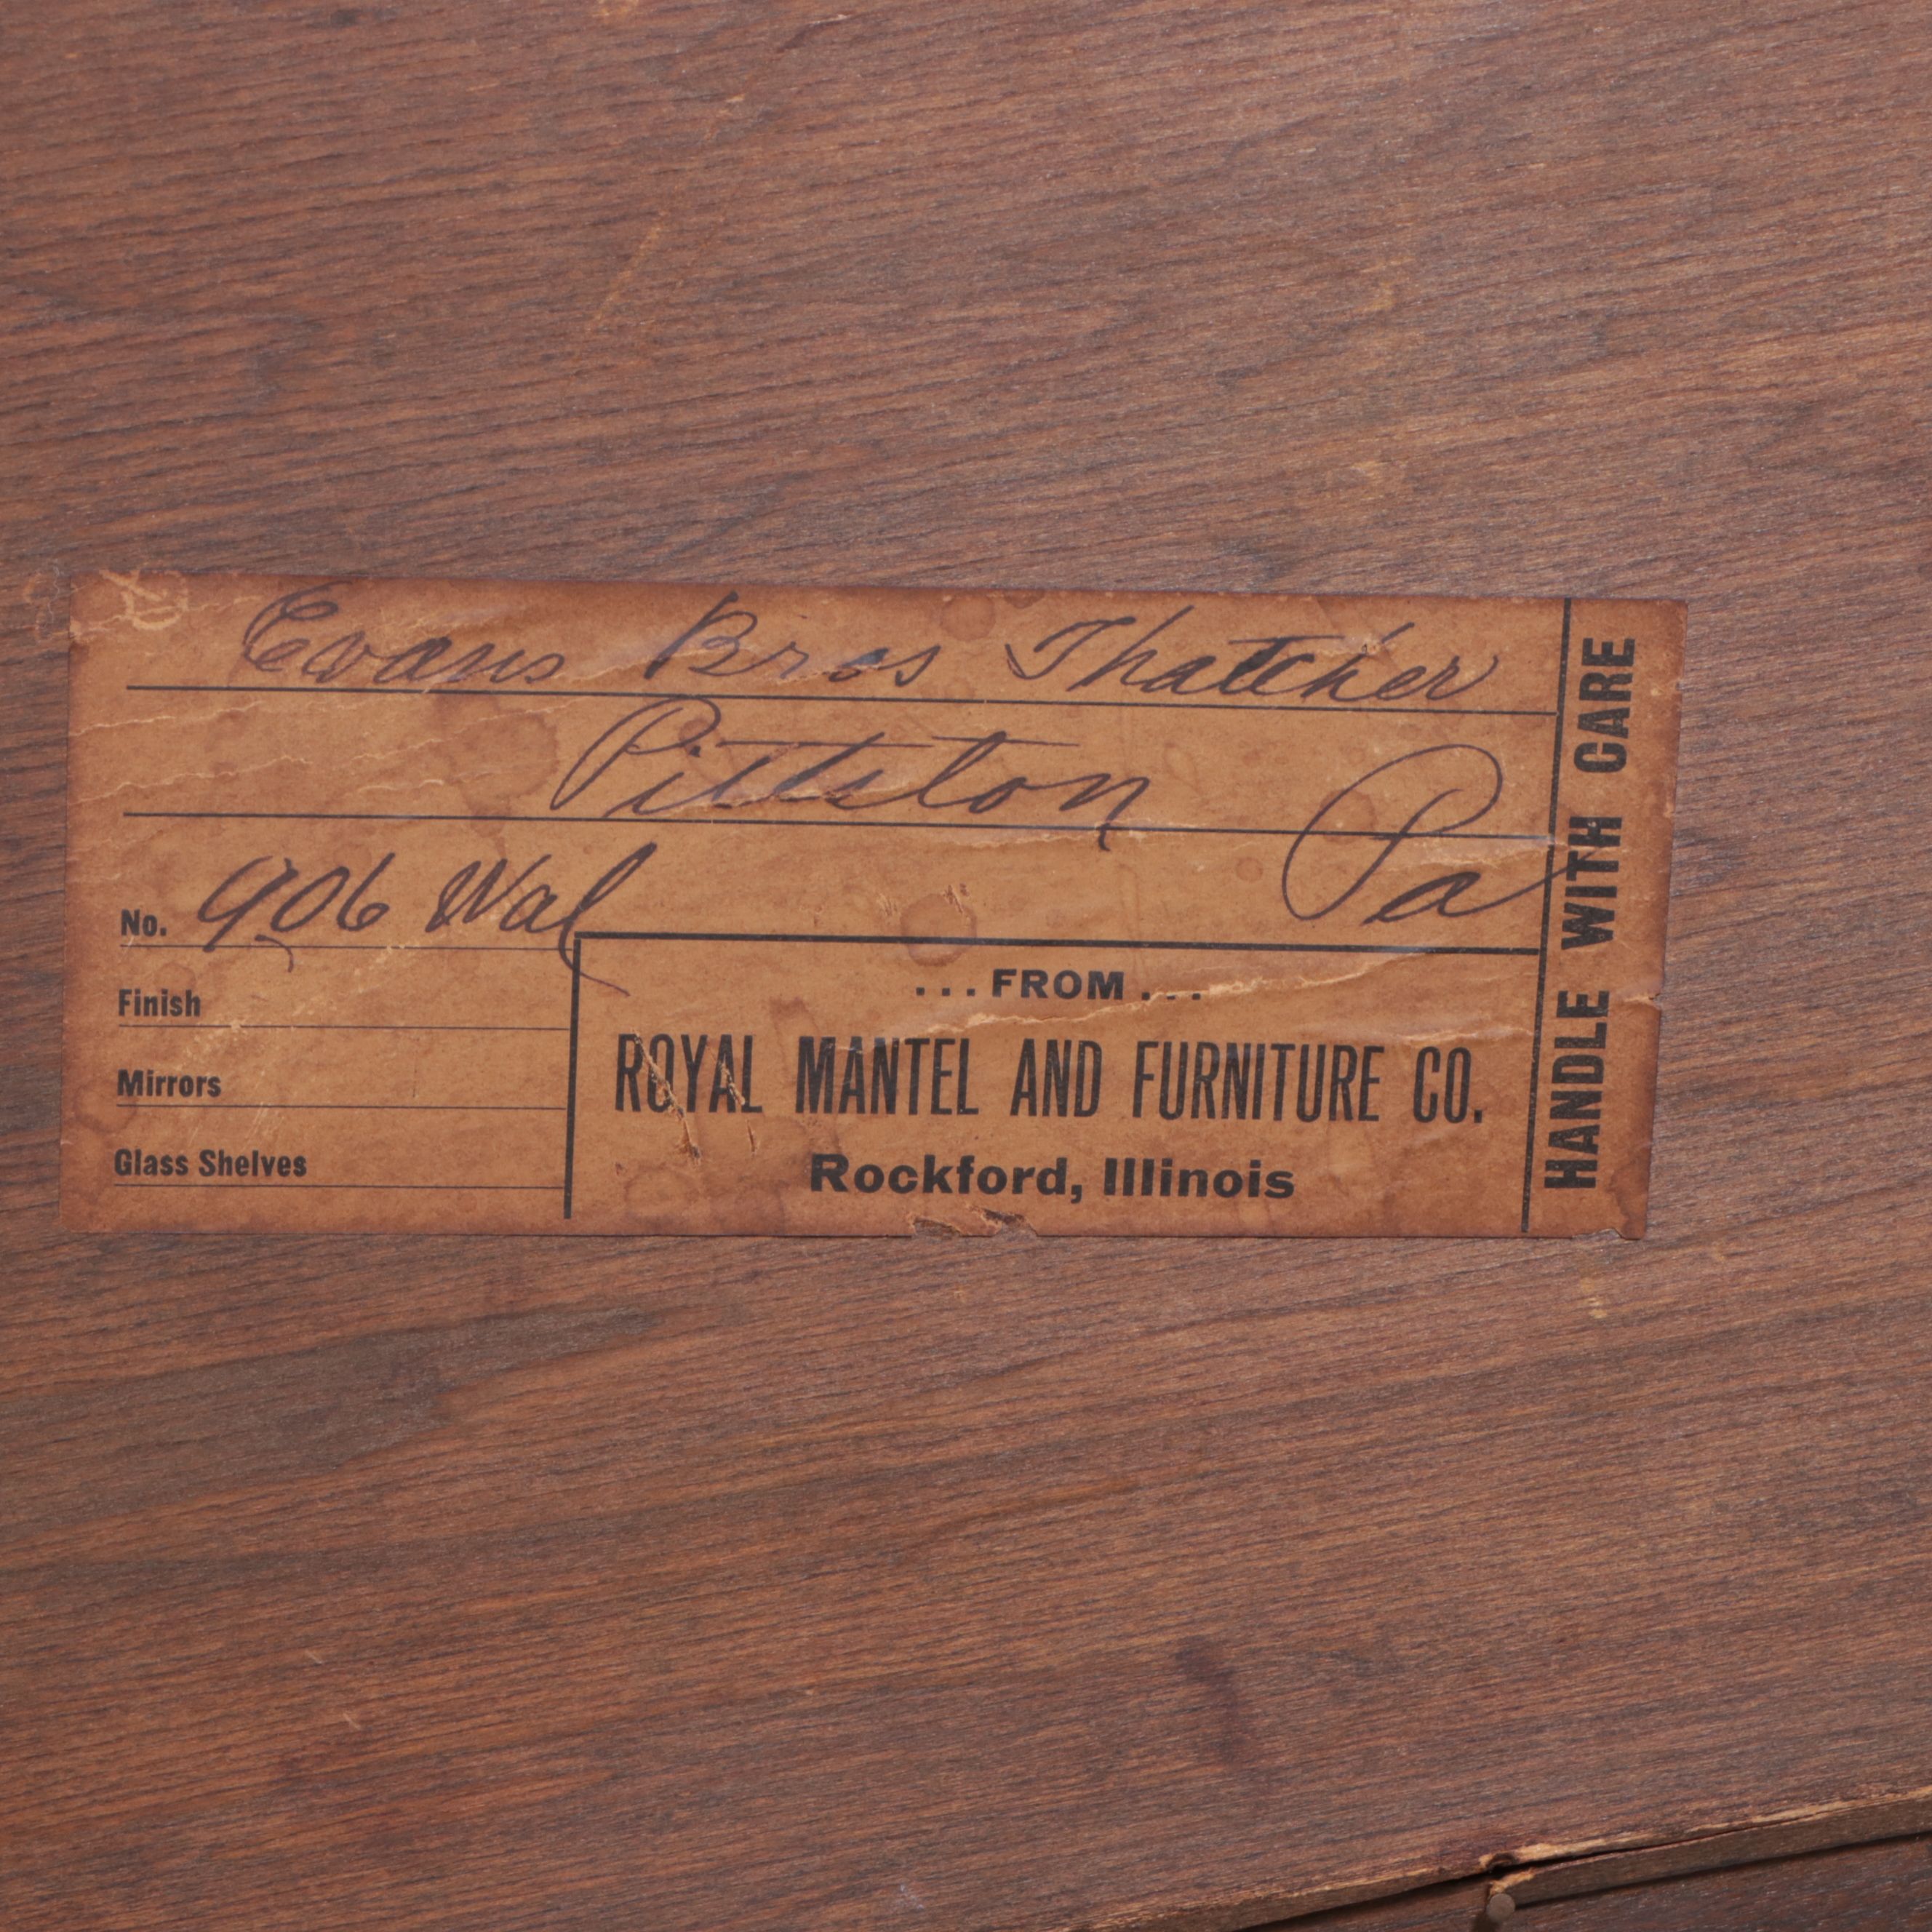 Evans Bros Thatcher
Pittston Pa
No. 906 Wal
Finish
Mirrors
Glass Shelves
...FROM...
ROYAL MANTEL AND FURNITURE CO.
Rockford, Illinois
HANDLE WITH CARE